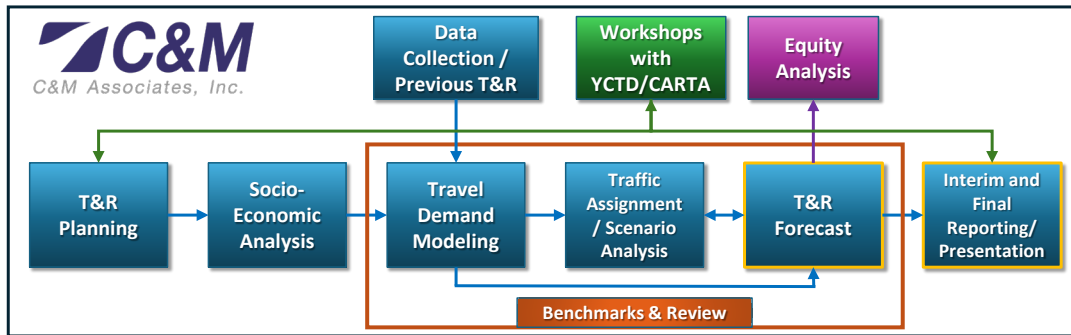 C&M
C&M Associates, Inc.
Data
Collection /
Previous T&R
Workshops
with
YCTD/CARTA
Equity
Analysis
T&R
Planning
Socio-
Economic
Analysis
Travel
Demand
Modeling
Traffic
Assignment
/ Scenario
Analysis
T&R
Forecast
Interim and
Final
Reporting/
Presentation
Benchmarks & Review